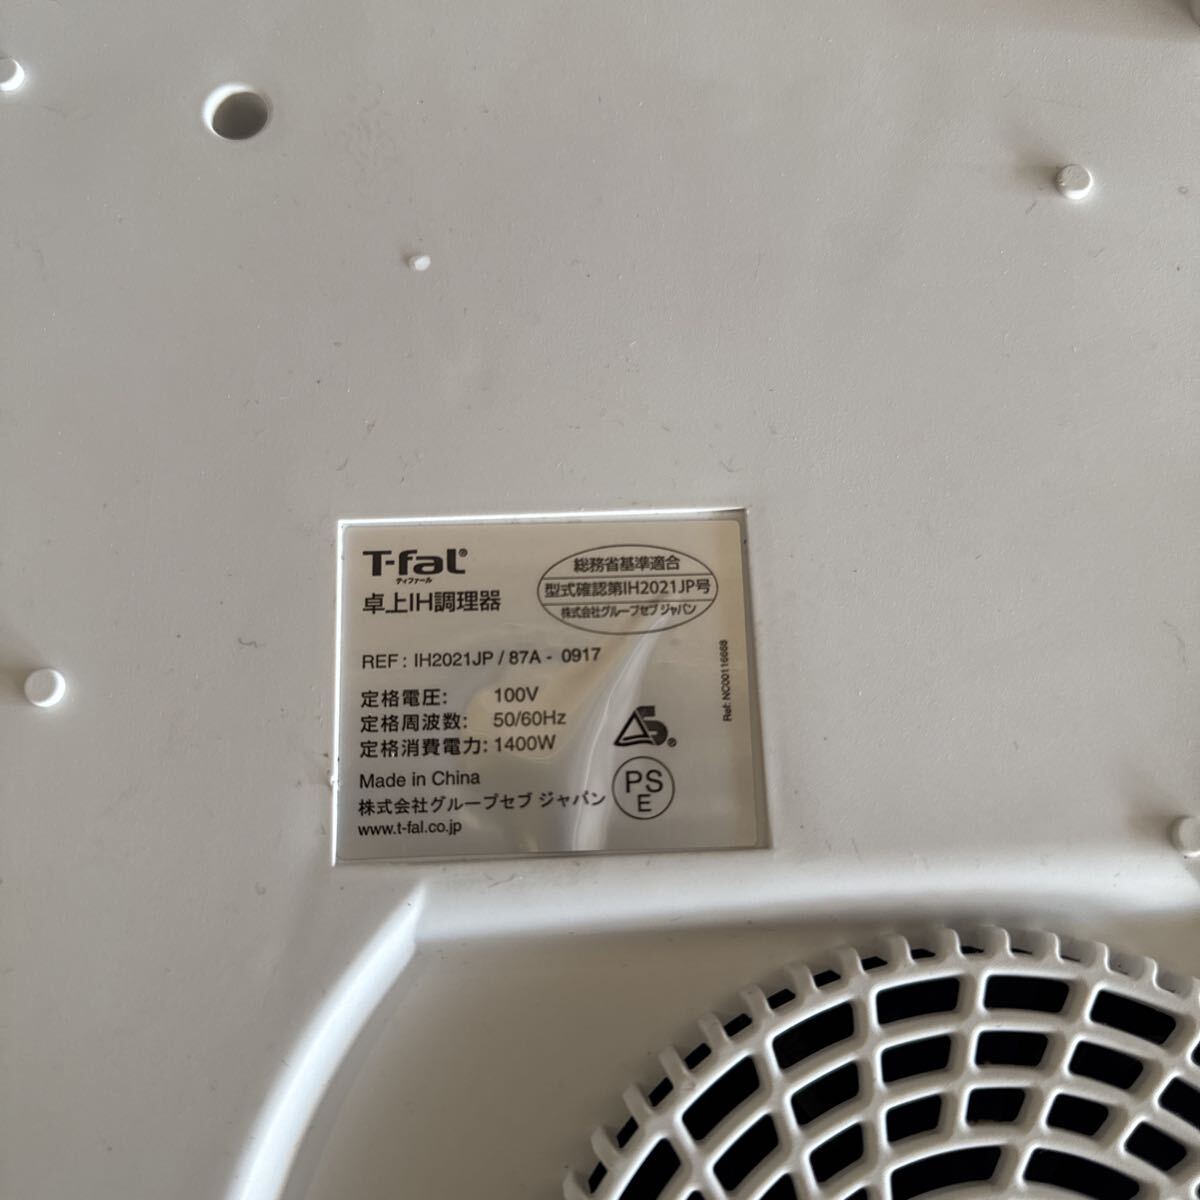 T-fal®
ティファール
卓上IH調理器
総務省基準適合
型式確認第IH2021JP号
株式会社グループセブ ジャパン
REF : IH2021JP / 87A - 0917
定格電圧: 100V
定格周波数: 50/60Hz
定格消費電力: 1400W
Made in China
株式会社グループセブ ジャパン
www.t-fal.co.jp
S®
PS
E
Ref: NC00116668